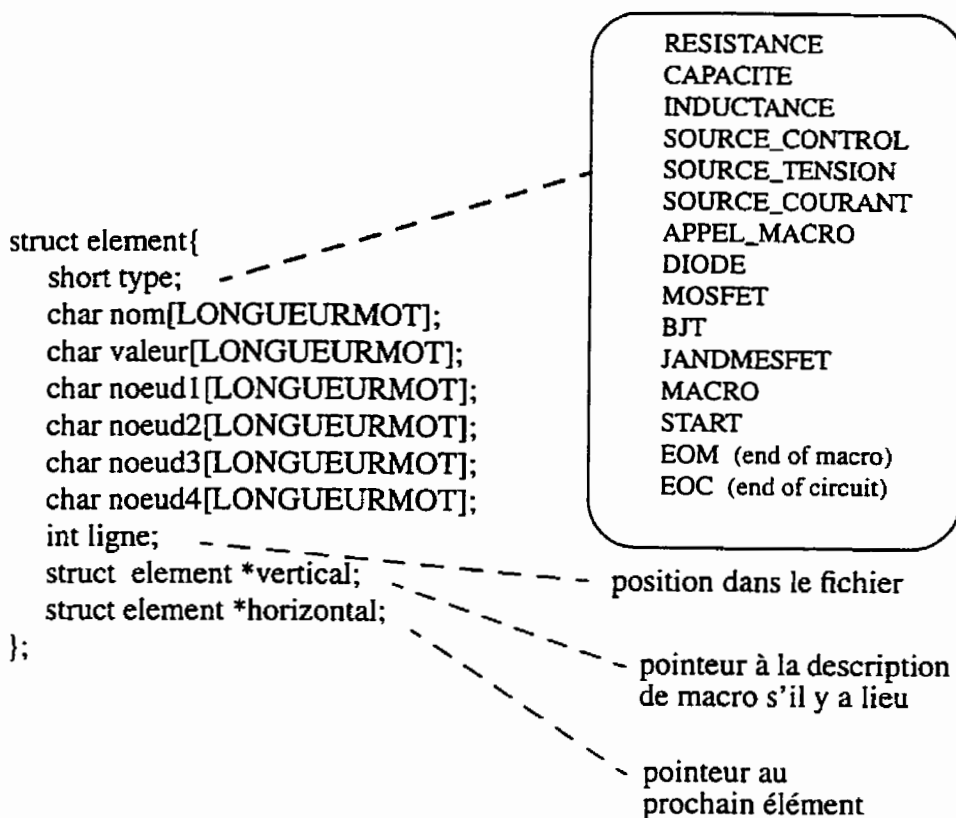 RESISTANCE
CAPACITE
INDUCTANCE
SOURCE_CONTROL
SOURCE_TENSION
SOURCE_COURANT
APPEL_MACRO
DIODE
MOSFET
BJT
JANDMESFET
MACRO
START
EOM (end of macro)
EOC (end of circuit)
struct element{
short type;
char nom[LONGUEURMOT];
char valeur[LONGUEURMOT];
char noeud1[LONGUEURMOT];
char noeud2[LONGUEURMOT];
char noeud3[LONGUEURMOT];
char noeud4[LONGUEURMOT];
int ligne;
struct element *vertical;
struct element *horizontal;
};
position dans le fichier
pointeur à la description
de macro s'il y a lieu
pointeur au
prochain élément